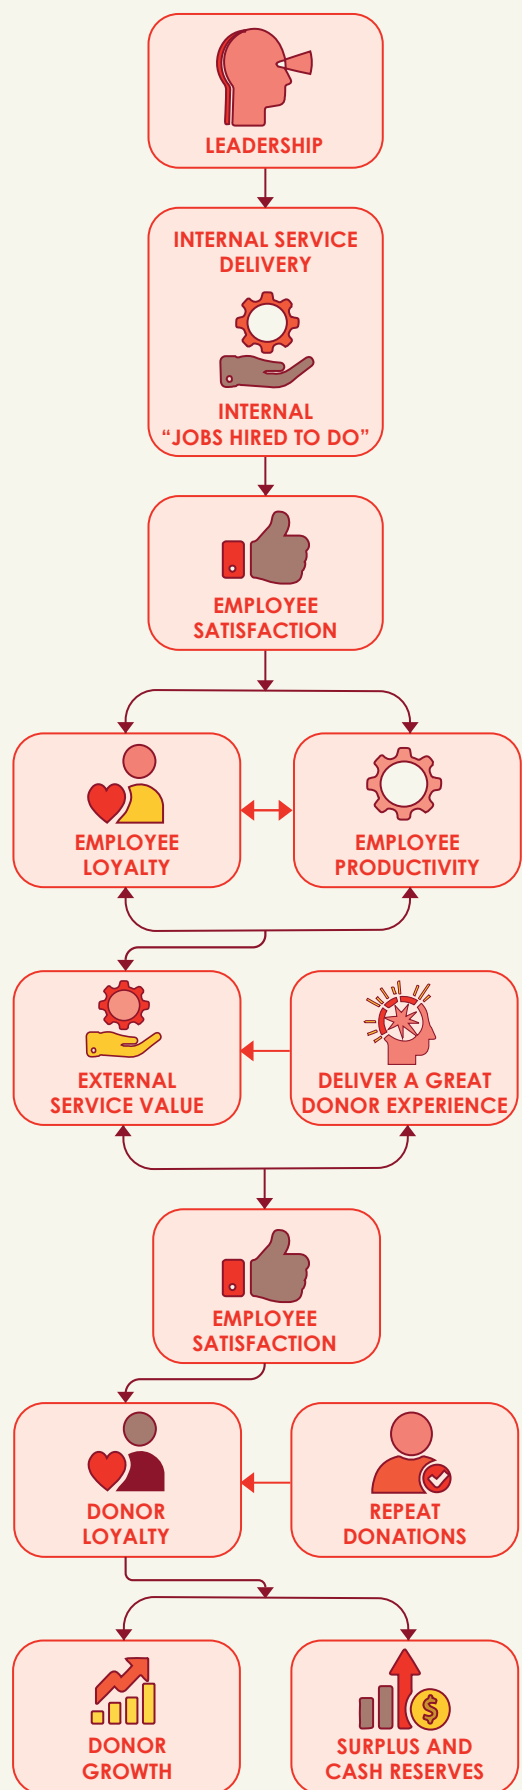 LEADERSHIP
INTERNAL SERVICE
DELIVERY
INTERNAL
“JOBS HIRED TO DO”
EMPLOYEE
SATISFACTION
EMPLOYEE
LOYALTY
EMPLOYEE
PRODUCTIVITY
EXTERNAL
SERVICE VALUE
DELIVER A GREAT
DONOR EXPERIENCE
EMPLOYEE
SATISFACTION
DONOR
LOYALTY
REPEAT
DONATIONS
DONOR
GROWTH
$
SURPLUS AND
CASH RESERVES